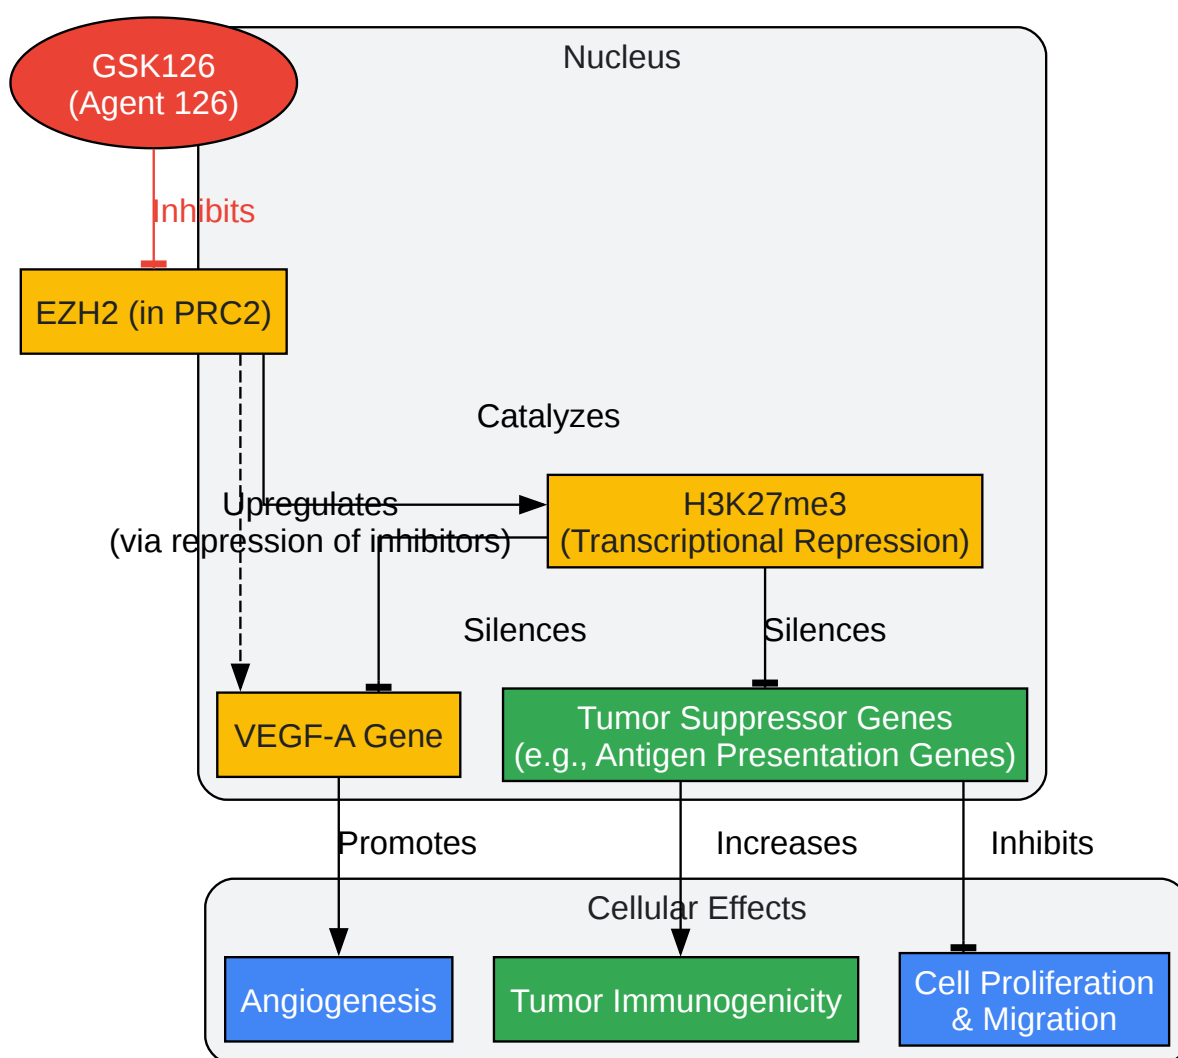 Nucleus
GSK126
(Agent 126)
Inhibits
EZH2 (in PRC2)
Catalyzes
Upregulates
(via repression of inhibitors)
H3K27me3
(Transcriptional Repression)
Silences
Silences
VEGF-A Gene
Tumor Suppressor Genes
(e.g., Antigen Presentation Genes)
Promotes
Increases
Inhibits
Cellular Effects
Angiogenesis
Tumor Immunogenicity
Cell Proliferation
& Migration